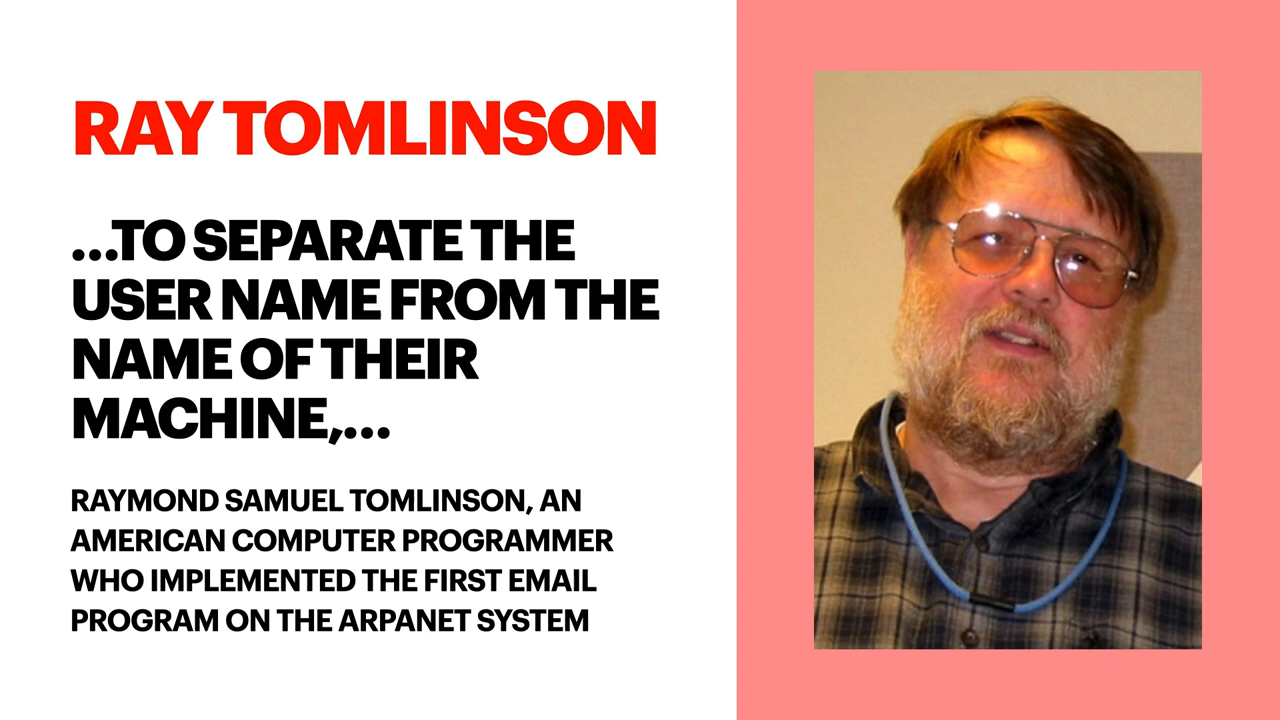 RAY TOMLINSON
...TO SEPARATE THE
USER NAME FROM THE
NAME OF THEIR
MACHINE,...
RAYMOND SAMUEL TOMLINSON, AN
AMERICAN COMPUTER PROGRAMMER
WHO IMPLEMENTED THE FIRST EMAIL
PROGRAM ON THE ARPANET SYSTEM